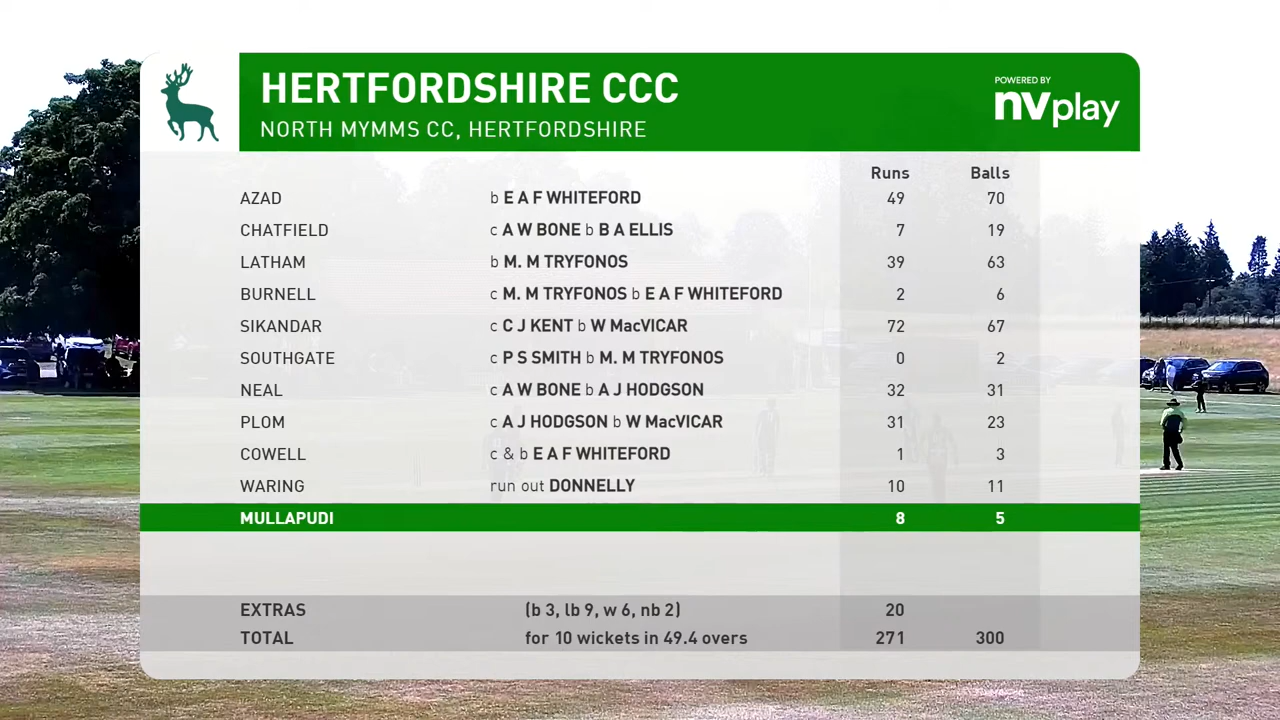 HERTFORDSHIRE CCC
NORTH MYMMS CC, HERTFORDSHIRE
POWERED BY
nvplay
Runs Balls
AZAD b E A F WHITEFORD 49 70
CHATFIELD c A W BONE b B A ELLIS 7 19
LATHAM b M. M TRYFONOS 39 63
BURNELL c M. M TRYFONOS b E A F WHITEFORD 2 6
SIKANDAR c C J KENT b W MacVICAR 72 67
SOUTHGATE c P S SMITH b M. M TRYFONOS 0 2
NEAL c A W BONE b A J HODGSON 32 31
PLOM c A J HODGSON b W MacVICAR 31 23
COWELL c & b E A F WHITEFORD 1 3
WARING run out DONNELLY 10 11
MULLAPUDI 8 5
EXTRAS (b 3, lb 9, w 6, nb 2) 20
TOTAL for 10 wickets in 49.4 overs 271 300